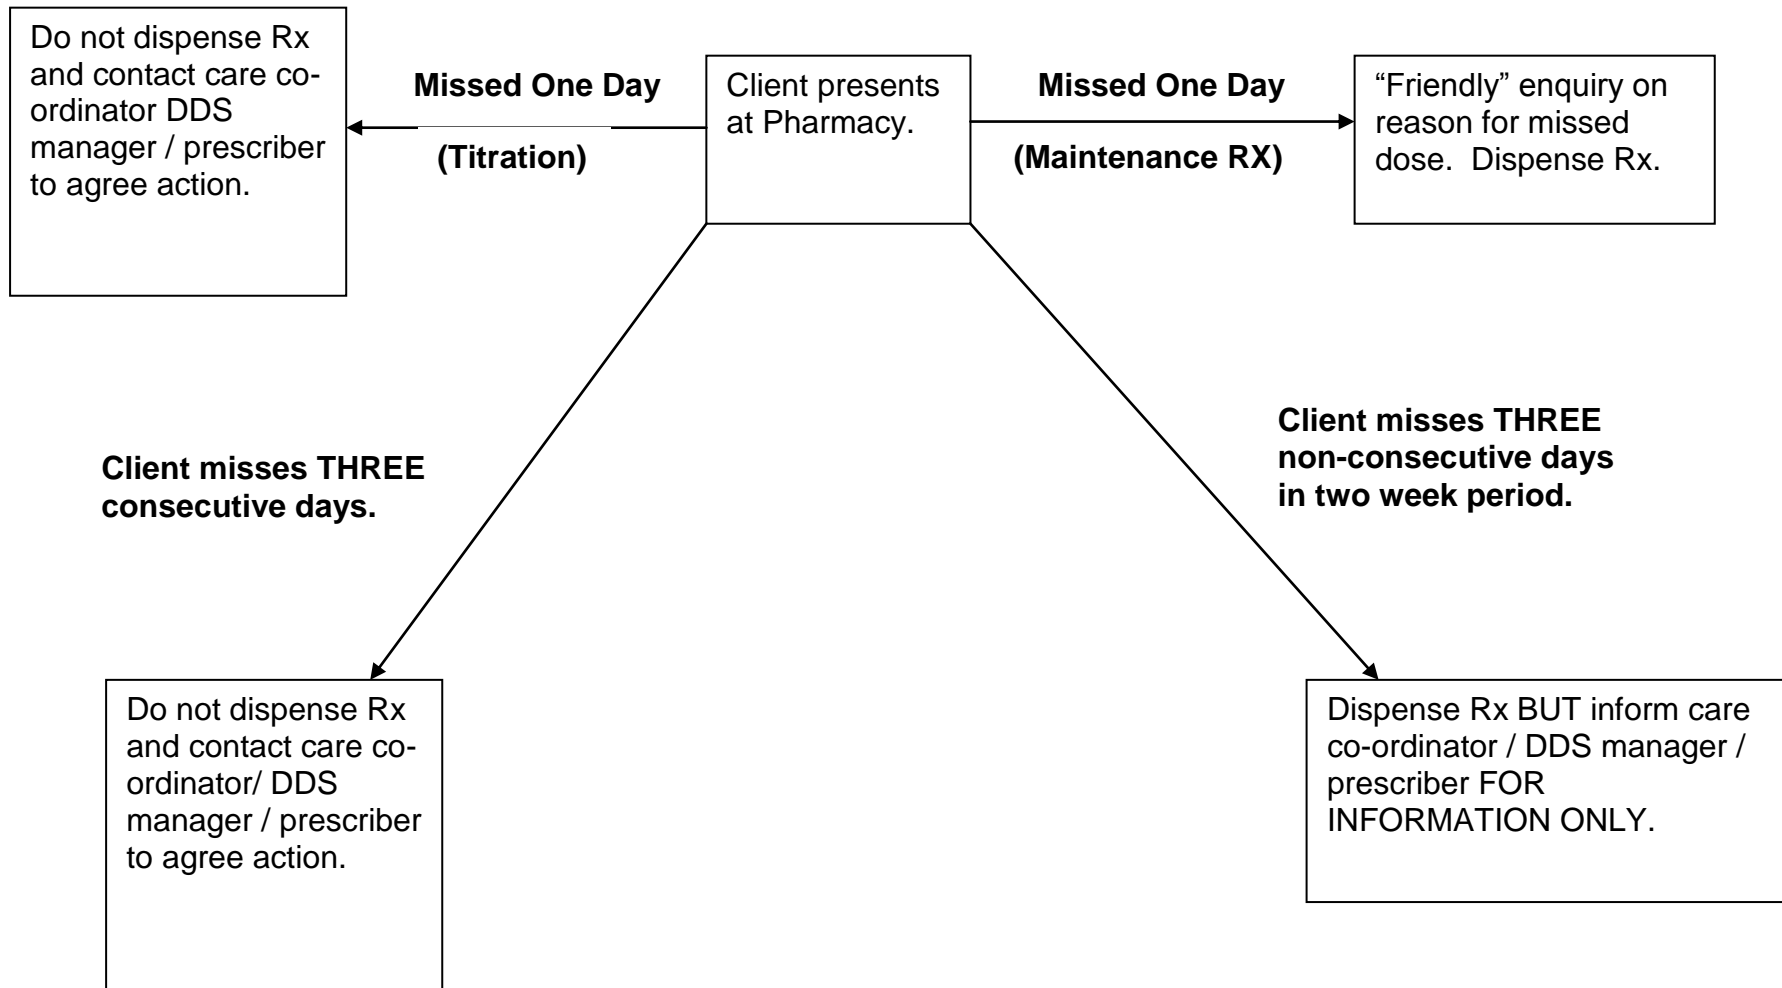 Do not dispense Rx
and contact care co-
ordinator DDS
manager / prescriber
to agree action.
Missed One Day
(Titration)
Client presents
at Pharmacy.
Missed One Day
(Maintenance RX)
“Friendly” enquiry on
reason for missed
dose.  Dispense Rx.
Client misses THREE
consecutive days.
Client misses THREE
non-consecutive days
in two week period.
Do not dispense Rx
and contact care co-
ordinator/ DDS
manager / prescriber
to agree action.
Dispense Rx BUT inform care
co-ordinator / DDS manager /
prescriber FOR
INFORMATION ONLY.